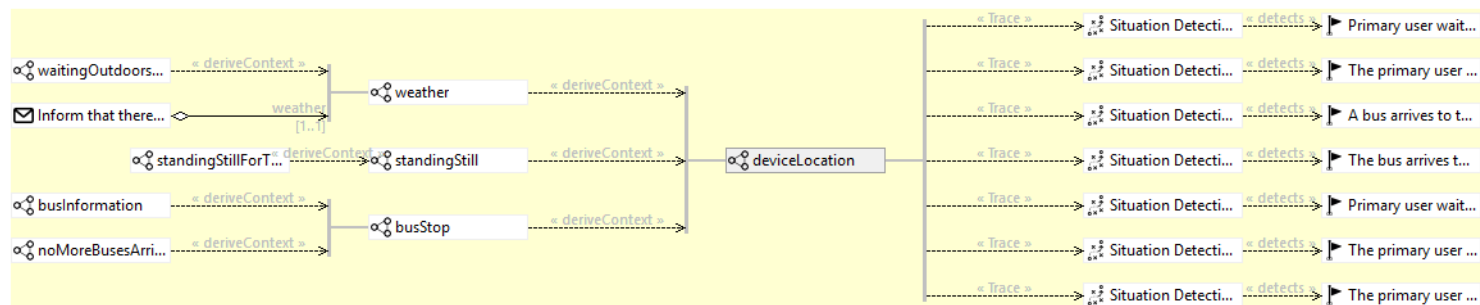 « Trace »
Situation Detecti...
« detects »
Primary user wait...
waitingOutdoors...
« deriveContext »
« Trace »
Situation Detecti...
« detects »
The primary user ...
weather
« deriveContext »
Inform that there...
weather
[1..1]
« Trace »
Situation Detecti...
« detects »
A bus arrives to t...
standingStillForT...
« deriveContext »
standingStill
« deriveContext »
deviceLocation
« Trace »
Situation Detecti...
« detects »
The bus arrives t...
busInformation
« deriveContext »
« Trace »
Situation Detecti...
« detects »
Primary user wait...
busStop
« deriveContext »
noMoreBusesArri...
« deriveContext »
« Trace »
Situation Detecti...
« detects »
The primary user ...
« Trace »
Situation Detecti...
« detects »
The primary user ...